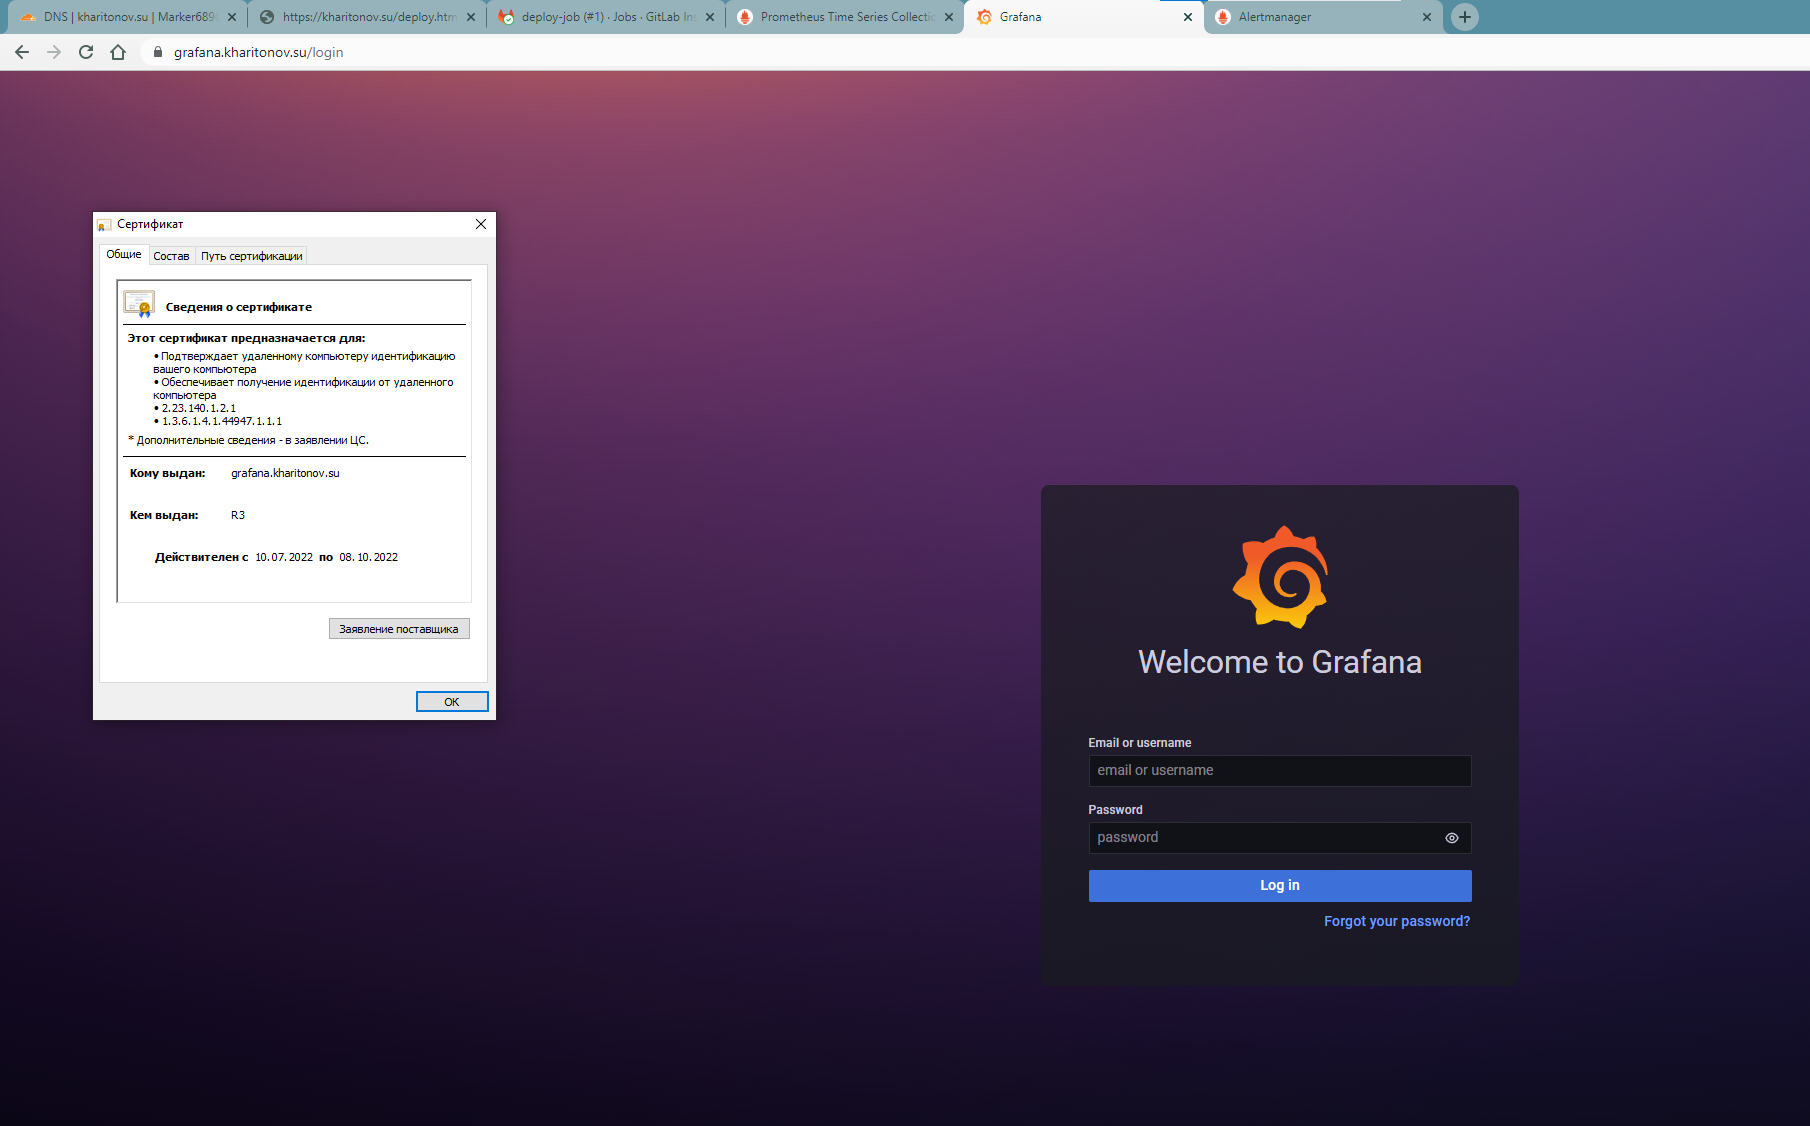 DNS | kharitonov.su | Marker689
https://kharitonov.su/deploy.htm
deploy-job (#1) · Jobs · GitLab Ins
Prometheus Time Series Collectio
Grafana
Alertmanager
grafana.kharitonov.su/login
Сертификат
Общие
Состав
Путь сертификации
Сведения о сертификате
Этот сертификат предназначается для:
• Подтверждает удаленному компьютеру идентификацию
вашего компьютера
• Обеспечивает получение идентификации от удаленного
компьютера
• 2.23.140.1.2.1
• 1.3.6.1.4.1.44947.1.1.1
* Дополнительные сведения - в заявлении ЦС.
Кому выдан: grafana.kharitonov.su
Кем выдан: R3
Действителен с 10.07.2022 по 08.10.2022
Заявление поставщика
ОК
Welcome to Grafana
Email or username
email or username
Password
password
Log in
Forgot your password?